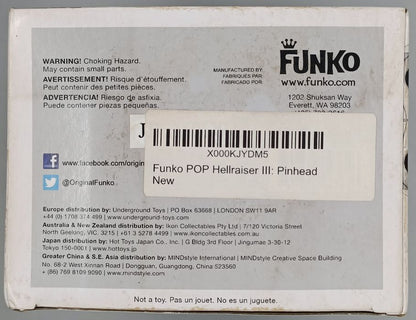 WARNING! Choking Hazard.
May contain small parts.
AVERTISSEMENT! Risque d'étouffement.
Peut contenir des petites pièces.
ADVERTENCIA! Riesgo de asfixia.
Puede contener piezas pequeñas.
MANUFACTURED BY
FABRIQUÉS PAR
FABRICADO POR
FUNKO
www.funko.com
1202 Shuksan Way
Everett, WA 98203
J
X000KJYDM5
Funko POP Hellraiser III: Pinhead
New
www.facebook.com/origin
@OriginalFunko
Europe distribution by: Underground Toys | PO Box 63668 | LONDON SW11 9AR
+44 (0) 1708 374 499 | www.underground-toys.com
Australia & New Zealand distribution by: Ikon Collectables Pty Ltd | 7/120 Victoria Street
North Geelong, VIC, 3215 | +61 3 5278 4499 | www.ikoncollectables.com.au
Japan distribution by: Hot Toys Japan Co., Inc. | G Bldg 3rd Floor | Jingumae 3-30-12
Tokyo 150-0001 | www.hottoys.jp
Greater China & S.E. Asia distribution by: MINDstyle International | MINDstyle Creative Space Building
No. 68-2 West Xinnan Road | Dongguan, Guangdong, China 523560
+ (86) 769 8109 9090 | www.mindstyle.com
Not a toy. Pas un jouet. No es un juguete.